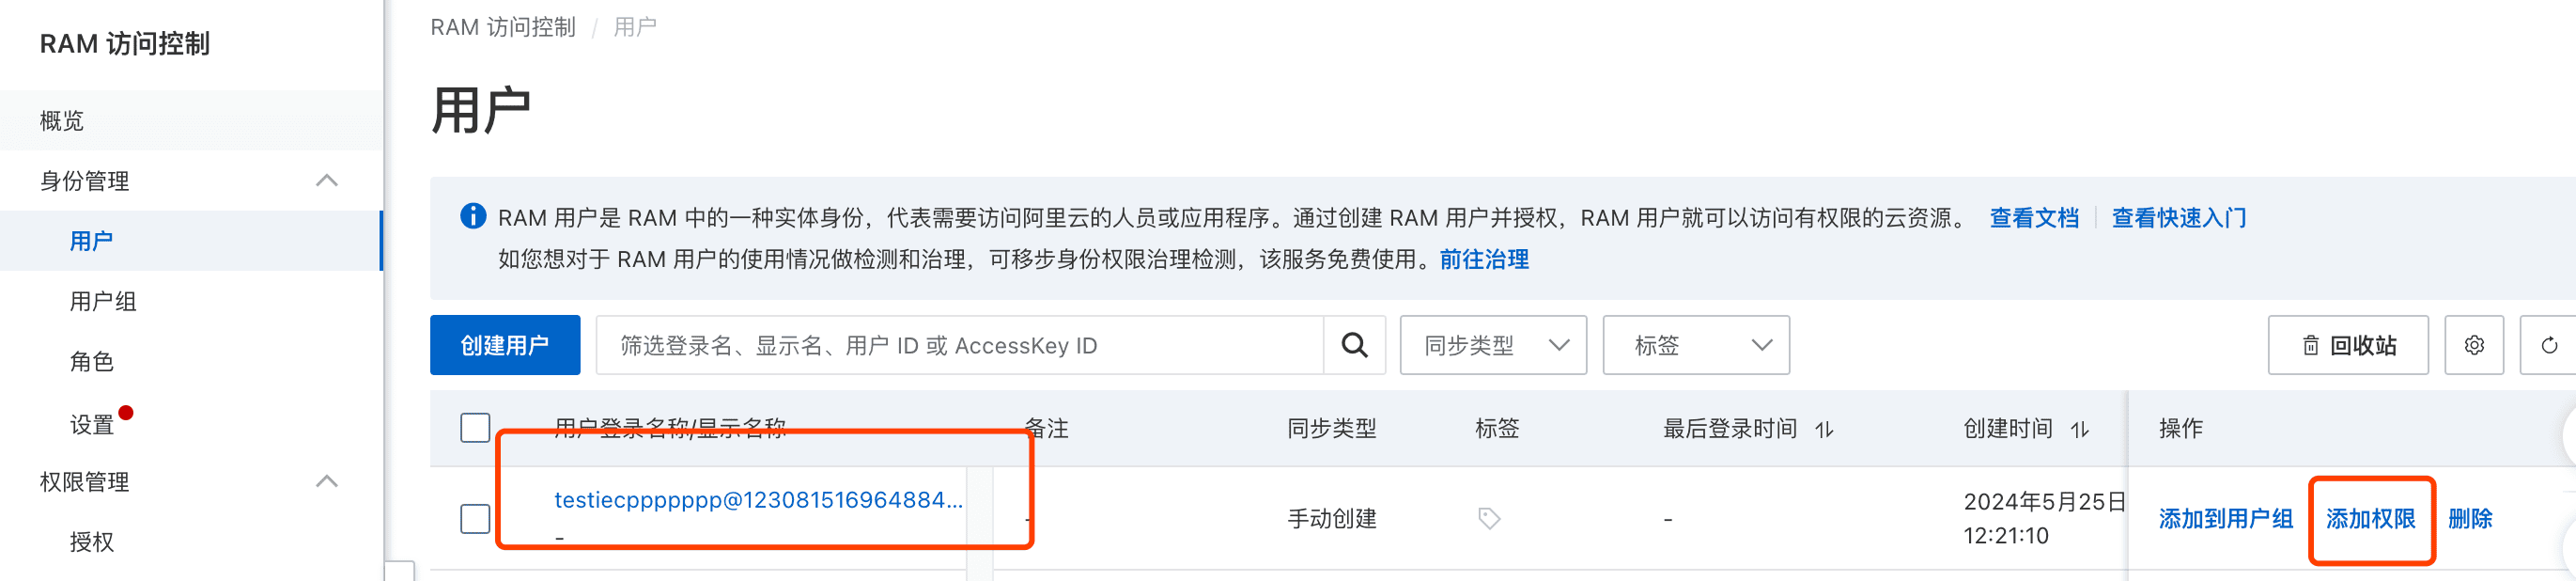 RAM 访问控制
概览
身份管理
用户
用户组
角色
设置
权限管理
授权
RAM 访问控制 / 用户
用户
RAM 用户是 RAM 中的一种实体身份，代表需要访问阿里云的人员或应用程序。通过创建 RAM 用户并授权，RAM 用户就可以访问有权限的云资源。 查看文档 查看快速入门
如您想对于 RAM 用户的使用情况做检测和治理，可移步身份权限治理检测，该服务免费使用。前往治理
创建用户 筛选登录名、显示名、用户 ID 或 AccessKey ID 同步类型 标签 回收站
用户登录名称/显示名称 备注 同步类型 标签 最后登录时间 创建时间 操作
testiecppppppp@123081516964884... - 手动创建 - 2024年5月25日 添加到用户组 添加权限 删除
- 12:21:10